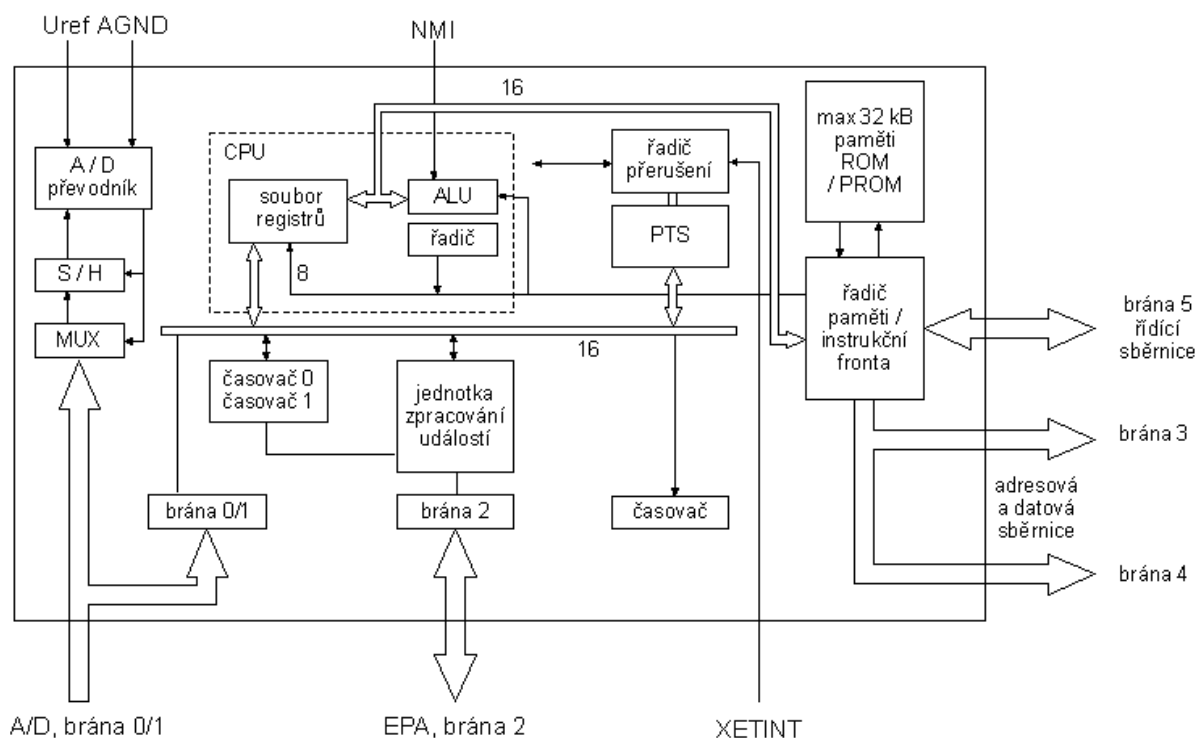 Uref AGND
NMI
16
max 32 kB
paměti
ROM
/ PROM
CPU
A / D
převodník
řadič
přerušení
soubor
registrů
ALU
řadič
PTS
S / H
8
řadič
paměti /
instrukční
fronta
brána 5
řídící
sběrnice
MUX
16
časovač 0
časovač 1
jednotka
zpracování
událostí
brána 3
brána 0/1
brána 2
časovač
adresová
a datová
sběrnice
brána 4
A/D, brána 0/1
EPA, brána 2
XETINT